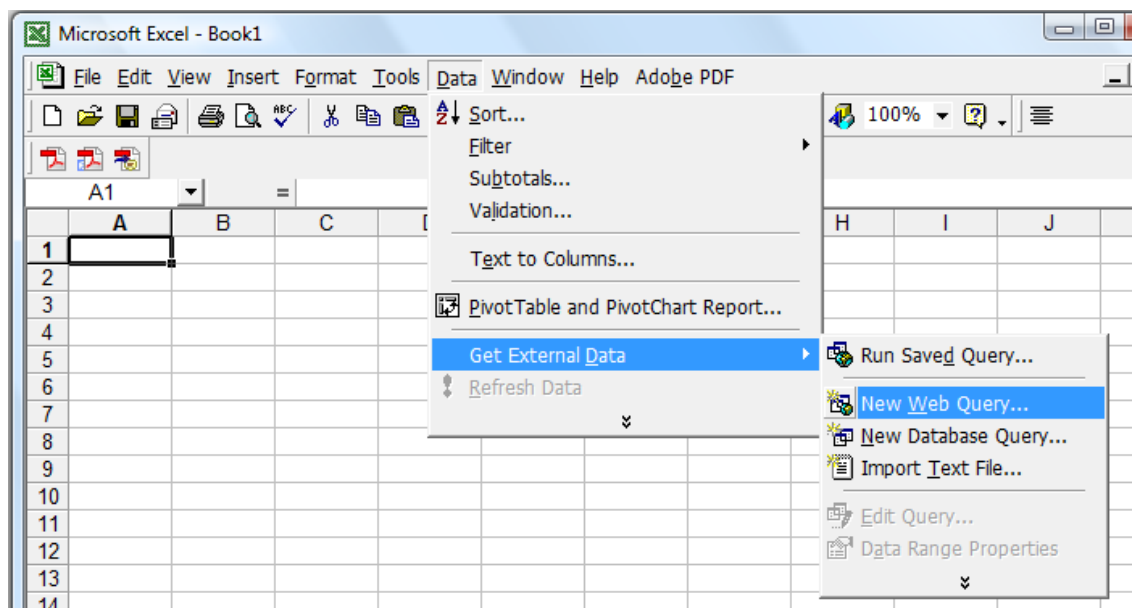 Microsoft Excel - Book1
File Edit View Insert Format Tools Data Window Help Adobe PDF
ABC
100%
A1 =
A B C H I J
1
2
3
4
5
6
7
8
9
10
11
12
13
14
Sort...
Filter
Subtotals...
Validation...
Text to Columns...
PivotTable and PivotChart Report...
Get External Data
Refresh Data
Run Saved Query...
New Web Query...
New Database Query...
Import Text File...
Edit Query...
Data Range Properties